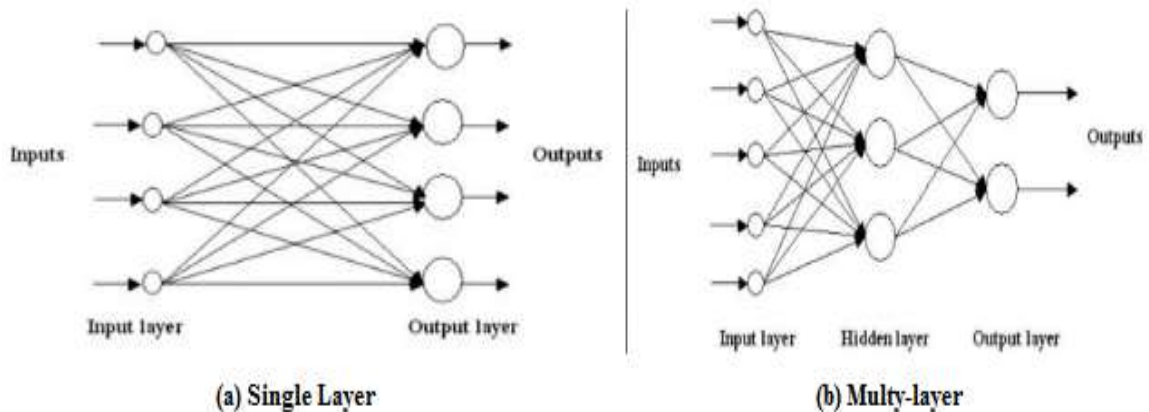 Inputs
Outputs
Input layer
Output layer
(a) Single Layer
Inputs
Outputs
Input layer
Hidden layer
Output layer
(b) Multy-layer